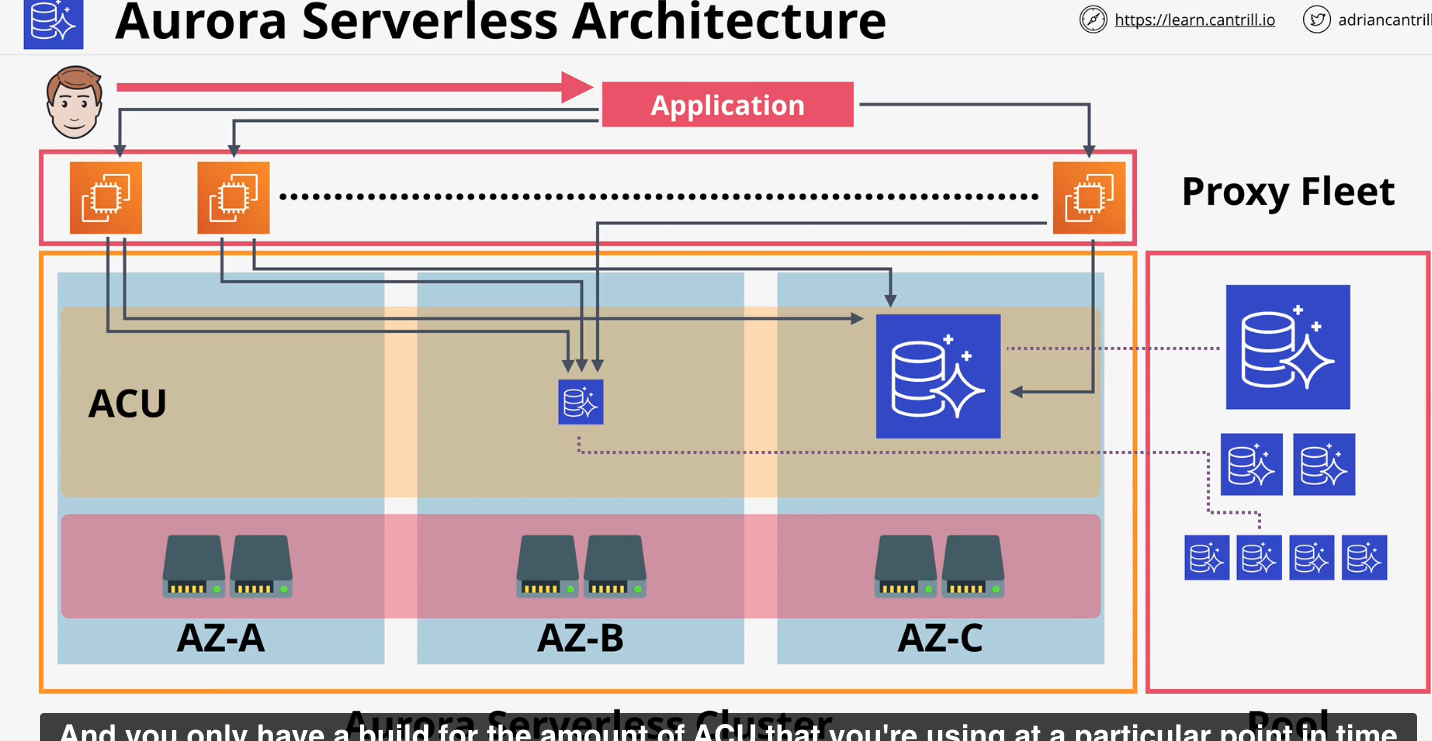 Aurora Serverless Architecture
https://learn.cantrill.io
adriancantrill
Application
Proxy Fleet
ACU
AZ-A
AZ-B
AZ-C
Aurora Serverless Cluster
Pool
And you only have a build for the amount of ACU that you're using at a particular point in time